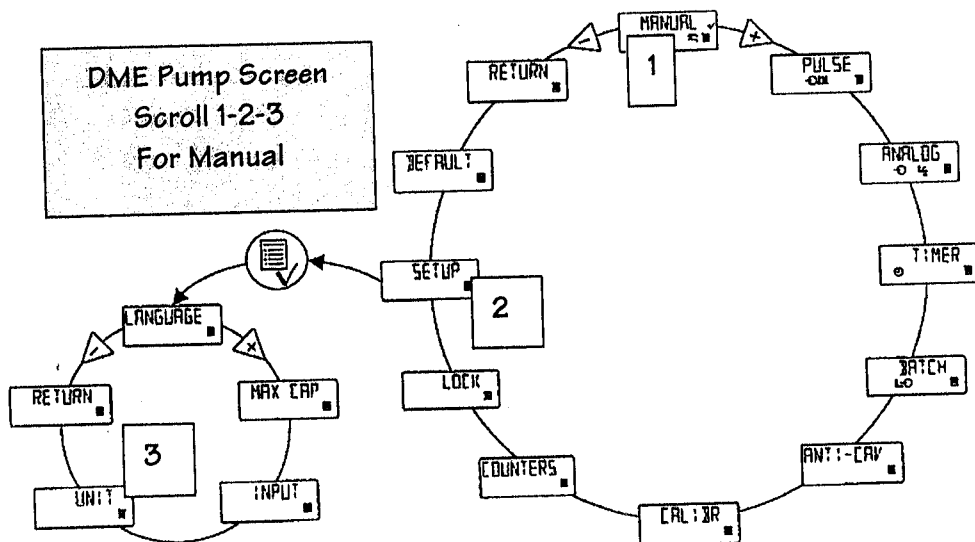 DME Pump Screen
Scroll 1-2-3
For Manual
MANUAL
1
PULSE
ANALOG
TIMER
BATCH
ANTI-CAV
CALIBR
COUNTERS
LOCK
SETUP
2
DEFAULT
RETURN
-
+
LANGUAGE
MAX CAP
INPUT
UNIT
3
RETURN
-
+